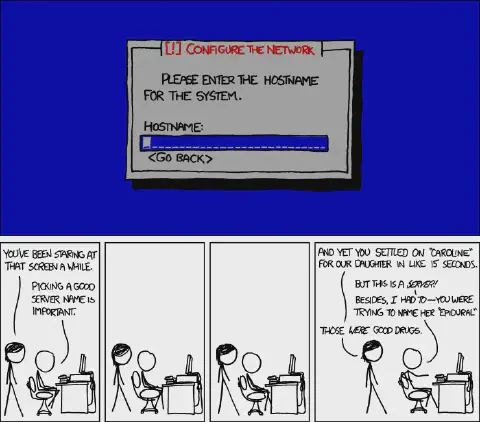 [!] CONFIGURE THE NETWORK
PLEASE ENTER THE HOSTNAME
FOR THE SYSTEM.
HOSTNAME:
<GO BACK>
YOU'VE BEEN STARING AT
THAT SCREEN A WHILE.
PICKING A GOOD
SERVER NAME IS
IMPORTANT.
AND YET YOU SETTLED ON "CAROLINE"
FOR OUR DAUGHTER IN LIKE 15 SECONDS.
BUT THIS IS A SERVER!
BESIDES, I HAD TO—YOU WERE
TRYING TO NAME HER "EPIDURAL"
THOSE WERE GOOD DRUGS.